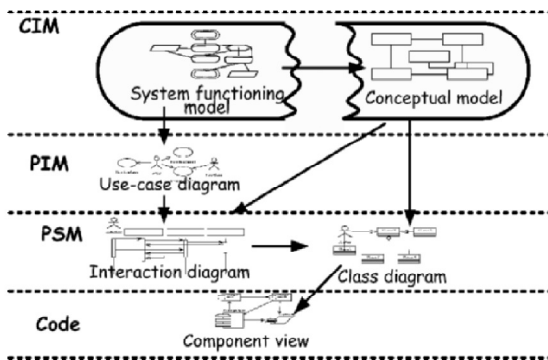 CIM
System functioning
model
Conceptual model
PIM
Use-case diagram
PSM
Interaction diagram
Class diagram
Code
Component view